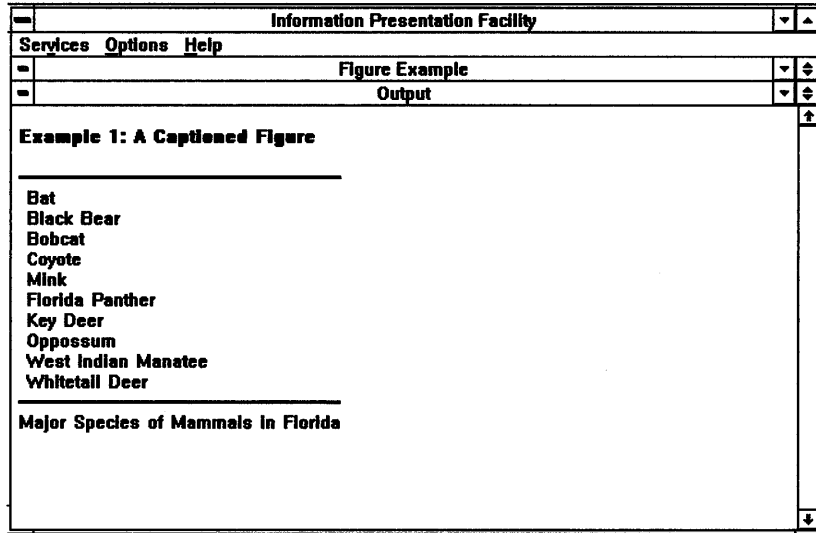 Information Presentation Facility
Services Options Help
Figure Example
Output
Example 1: A Captioned Figure
Bat
Black Bear
Bobcat
Coyote
Mink
Florida Panther
Key Deer
Oppossum
West Indian Manatee
Whitetail Deer
Major Species of Mammals in Florida